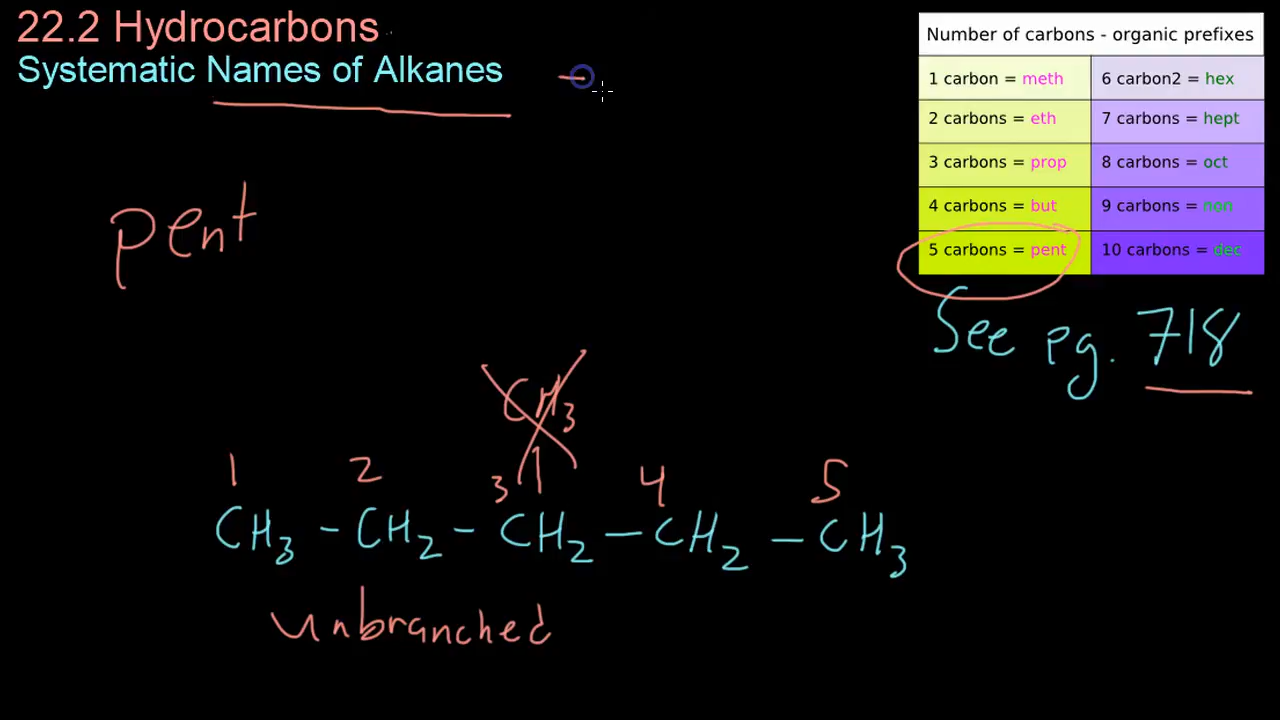 22.2 Hydrocarbons
Systematic Names of Alkanes
Number of carbons - organic prefixes
1 carbon = meth
6 carbon2 = hex
2 carbons = eth
7 carbons = hept
3 carbons = prop
8 carbons = oct
4 carbons = but
9 carbons = non
5 carbons = pent
10 carbons = dec
pent
See pg. 718
CH3
1 2 3 4 5
CH3 - CH2 - CH2 - CH2 - CH3
unbranched